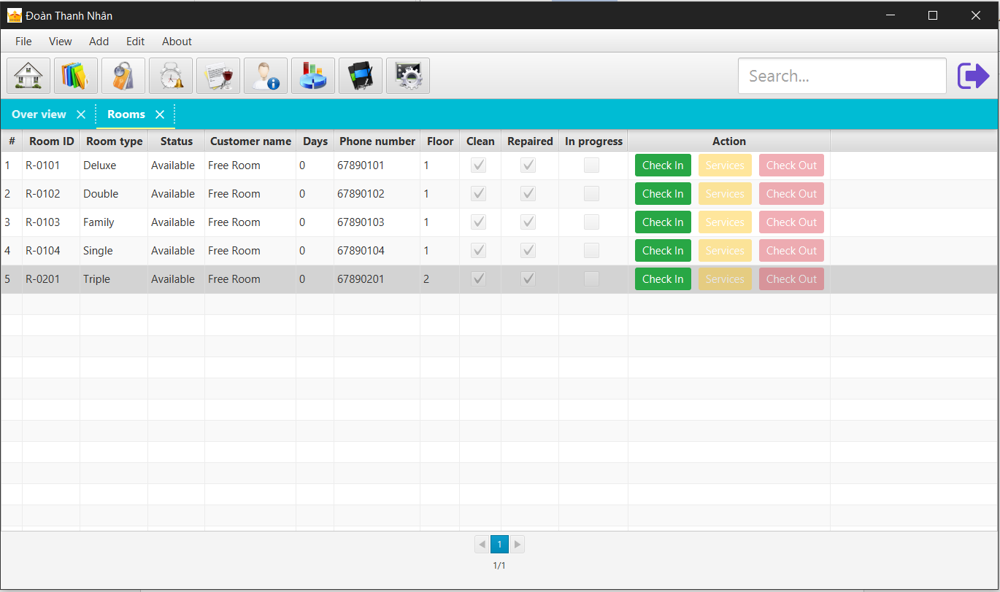 Đoàn Thanh Nhân
File View Add Edit About
Search...
Over view Rooms
# Room ID Room type Status Customer name Days Phone number Floor Clean Repaired In progress Action
1 R-0101 Deluxe Available Free Room 0 67890101 1 Check In Services Check Out
2 R-0102 Double Available Free Room 0 67890102 1 Check In Services Check Out
3 R-0103 Family Available Free Room 0 67890103 1 Check In Services Check Out
4 R-0104 Single Available Free Room 0 67890104 1 Check In Services Check Out
5 R-0201 Triple Available Free Room 0 67890201 2 Check In Services Check Out
1
1/1